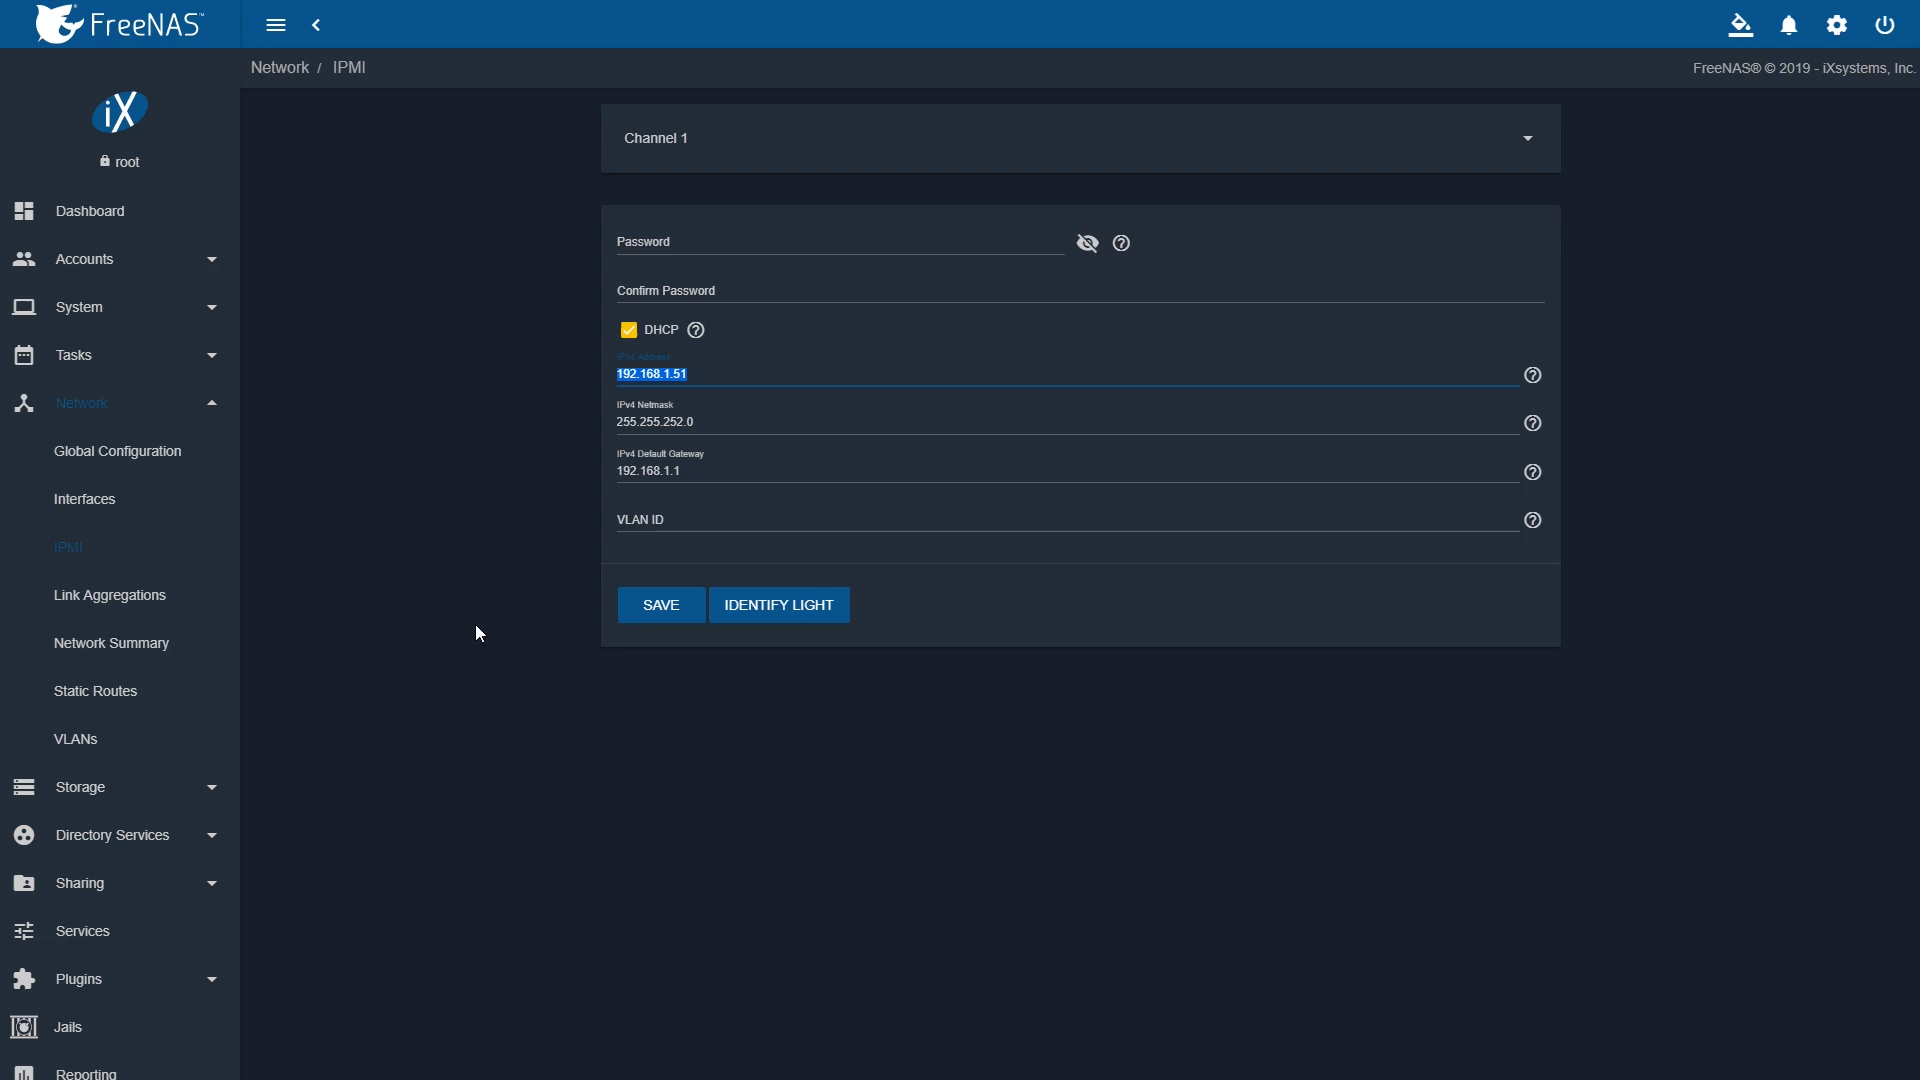 FreeNAS™
Network / IPMI
FreeNAS® © 2019 - iXsystems, Inc.
iX
root
Dashboard
Accounts
System
Tasks
Network
Global Configuration
Interfaces
IPMI
Link Aggregations
Network Summary
Static Routes
VLANs
Storage
Directory Services
Sharing
Services
Plugins
Jails
Reporting
Channel 1
Password
Confirm Password
DHCP
IPv4 Address
192.168.1.51
IPv4 Netmask
255.255.252.0
IPv4 Default Gateway
192.168.1.1
VLAN ID
SAVE
IDENTIFY LIGHT